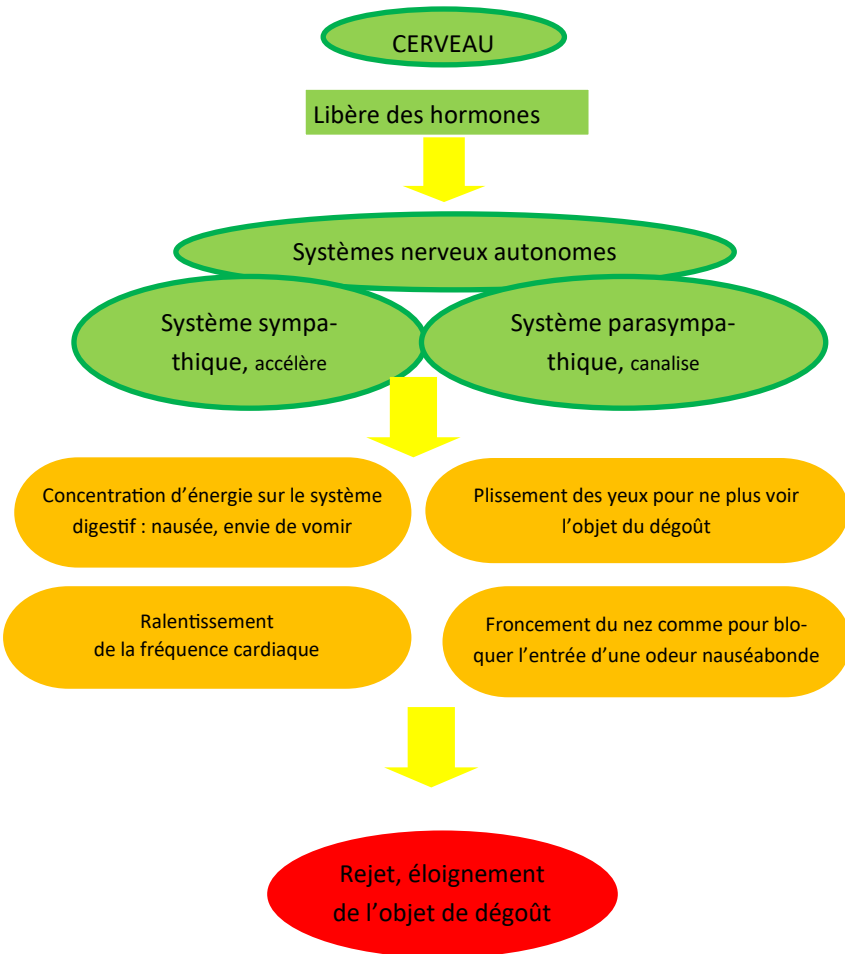 CERVEAU
Libère des hormones
Systèmes nerveux autonomes
Système sympa-
thique, accélère
Système parasympa-
thique, canalise
Concentration d’énergie sur le système
digestif : nausée, envie de vomir
Plissement des yeux pour ne plus voir
l’objet du dégoût
Ralentissement
de la fréquence cardiaque
Froncement du nez comme pour blo-
quer l’entrée d’une odeur nauséabonde
Rejet, éloignement
de l’objet de dégoût